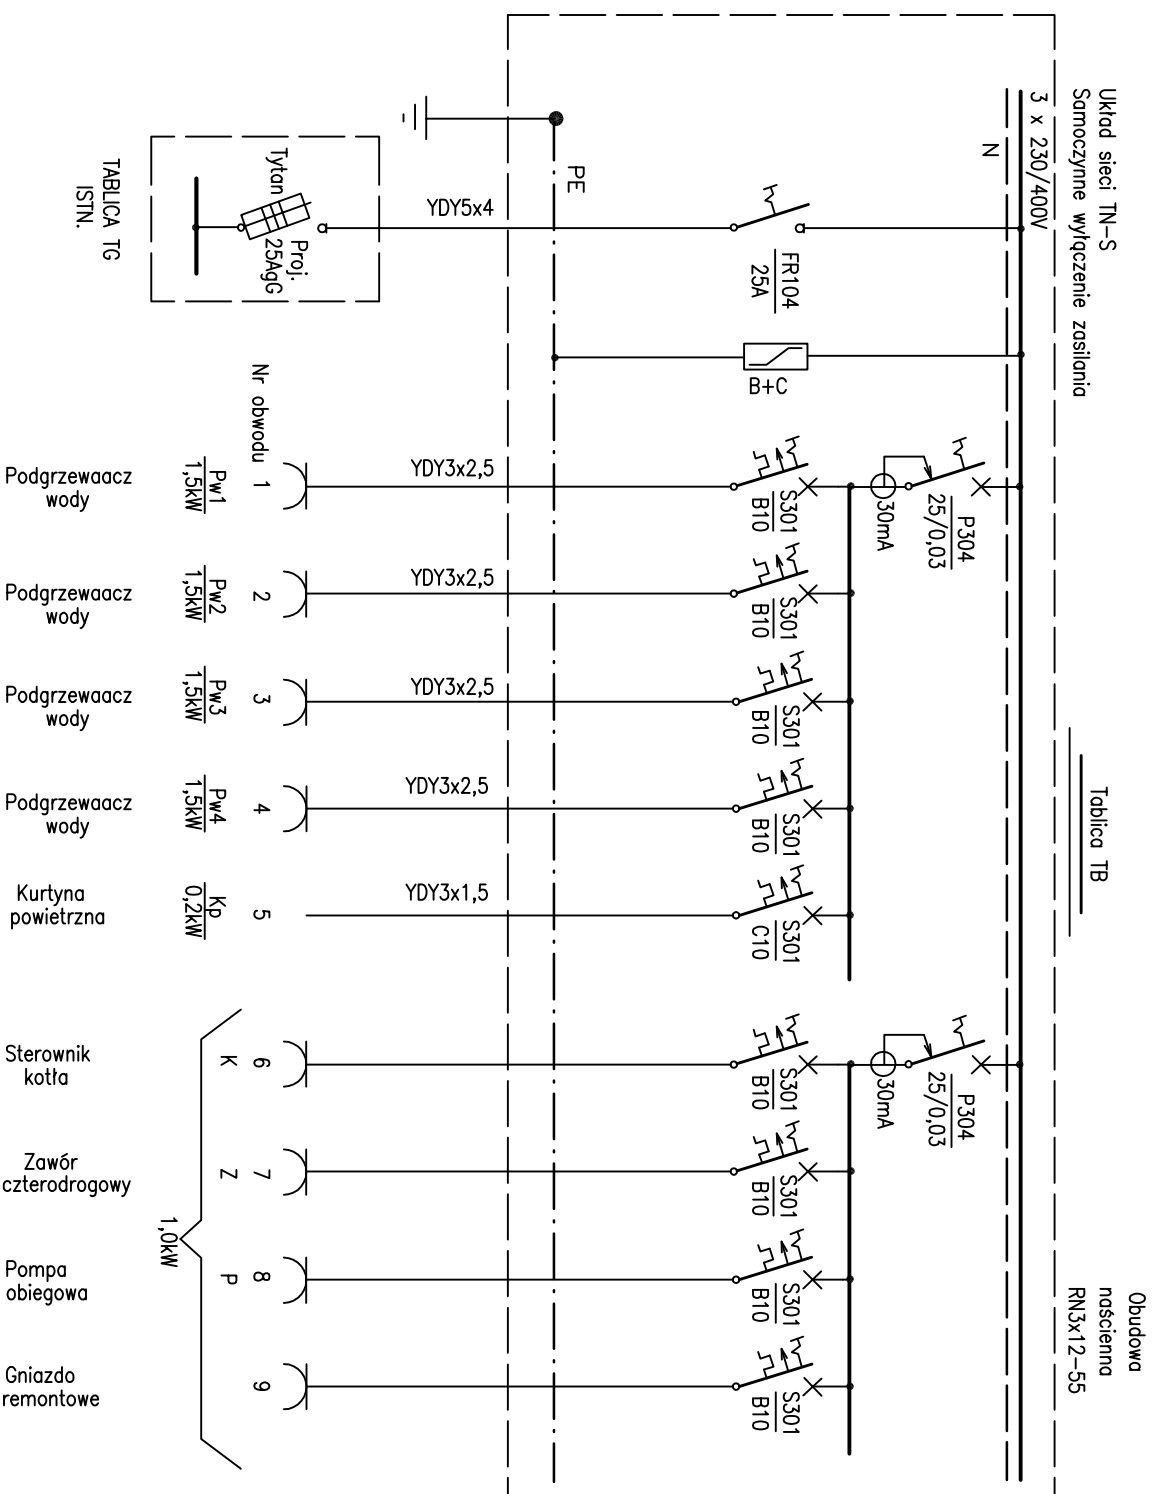 Układ sieci TN-S
Samoczynne wyłączenie zasilania
3 x 230/400V
N
PE
Tablica TB
Obudowa
naścienna
RN3x12-55
TABLICA TG
ISTN.
Tytan
Proj.
25AgG
YDY5x4
FR104
25A
B+C
P304
25/0,03
30mA
P304
25/0,03
30mA
S301
B10
S301
B10
S301
B10
S301
B10
S301
C10
S301
B10
S301
B10
S301
B10
S301
B10
YDY3x2,5
YDY3x2,5
YDY3x2,5
YDY3x2,5
YDY3x1,5
Nr obwodu
1
2
3
4
5
6
7
8
9
Pw1
1,5kW
Pw2
1,5kW
Pw3
1,5kW
Pw4
1,5kW
Kp
0,2kW
K
Z
P
1,0kW
Podgrzewaacz
wody
Podgrzewaacz
wody
Podgrzewaacz
wody
Podgrzewaacz
wody
Kurtyna
powietrzna
Sterownik
kotła
Zawór
czterodrogowy
Pompa
obiegowa
Gniazdo
remontowe